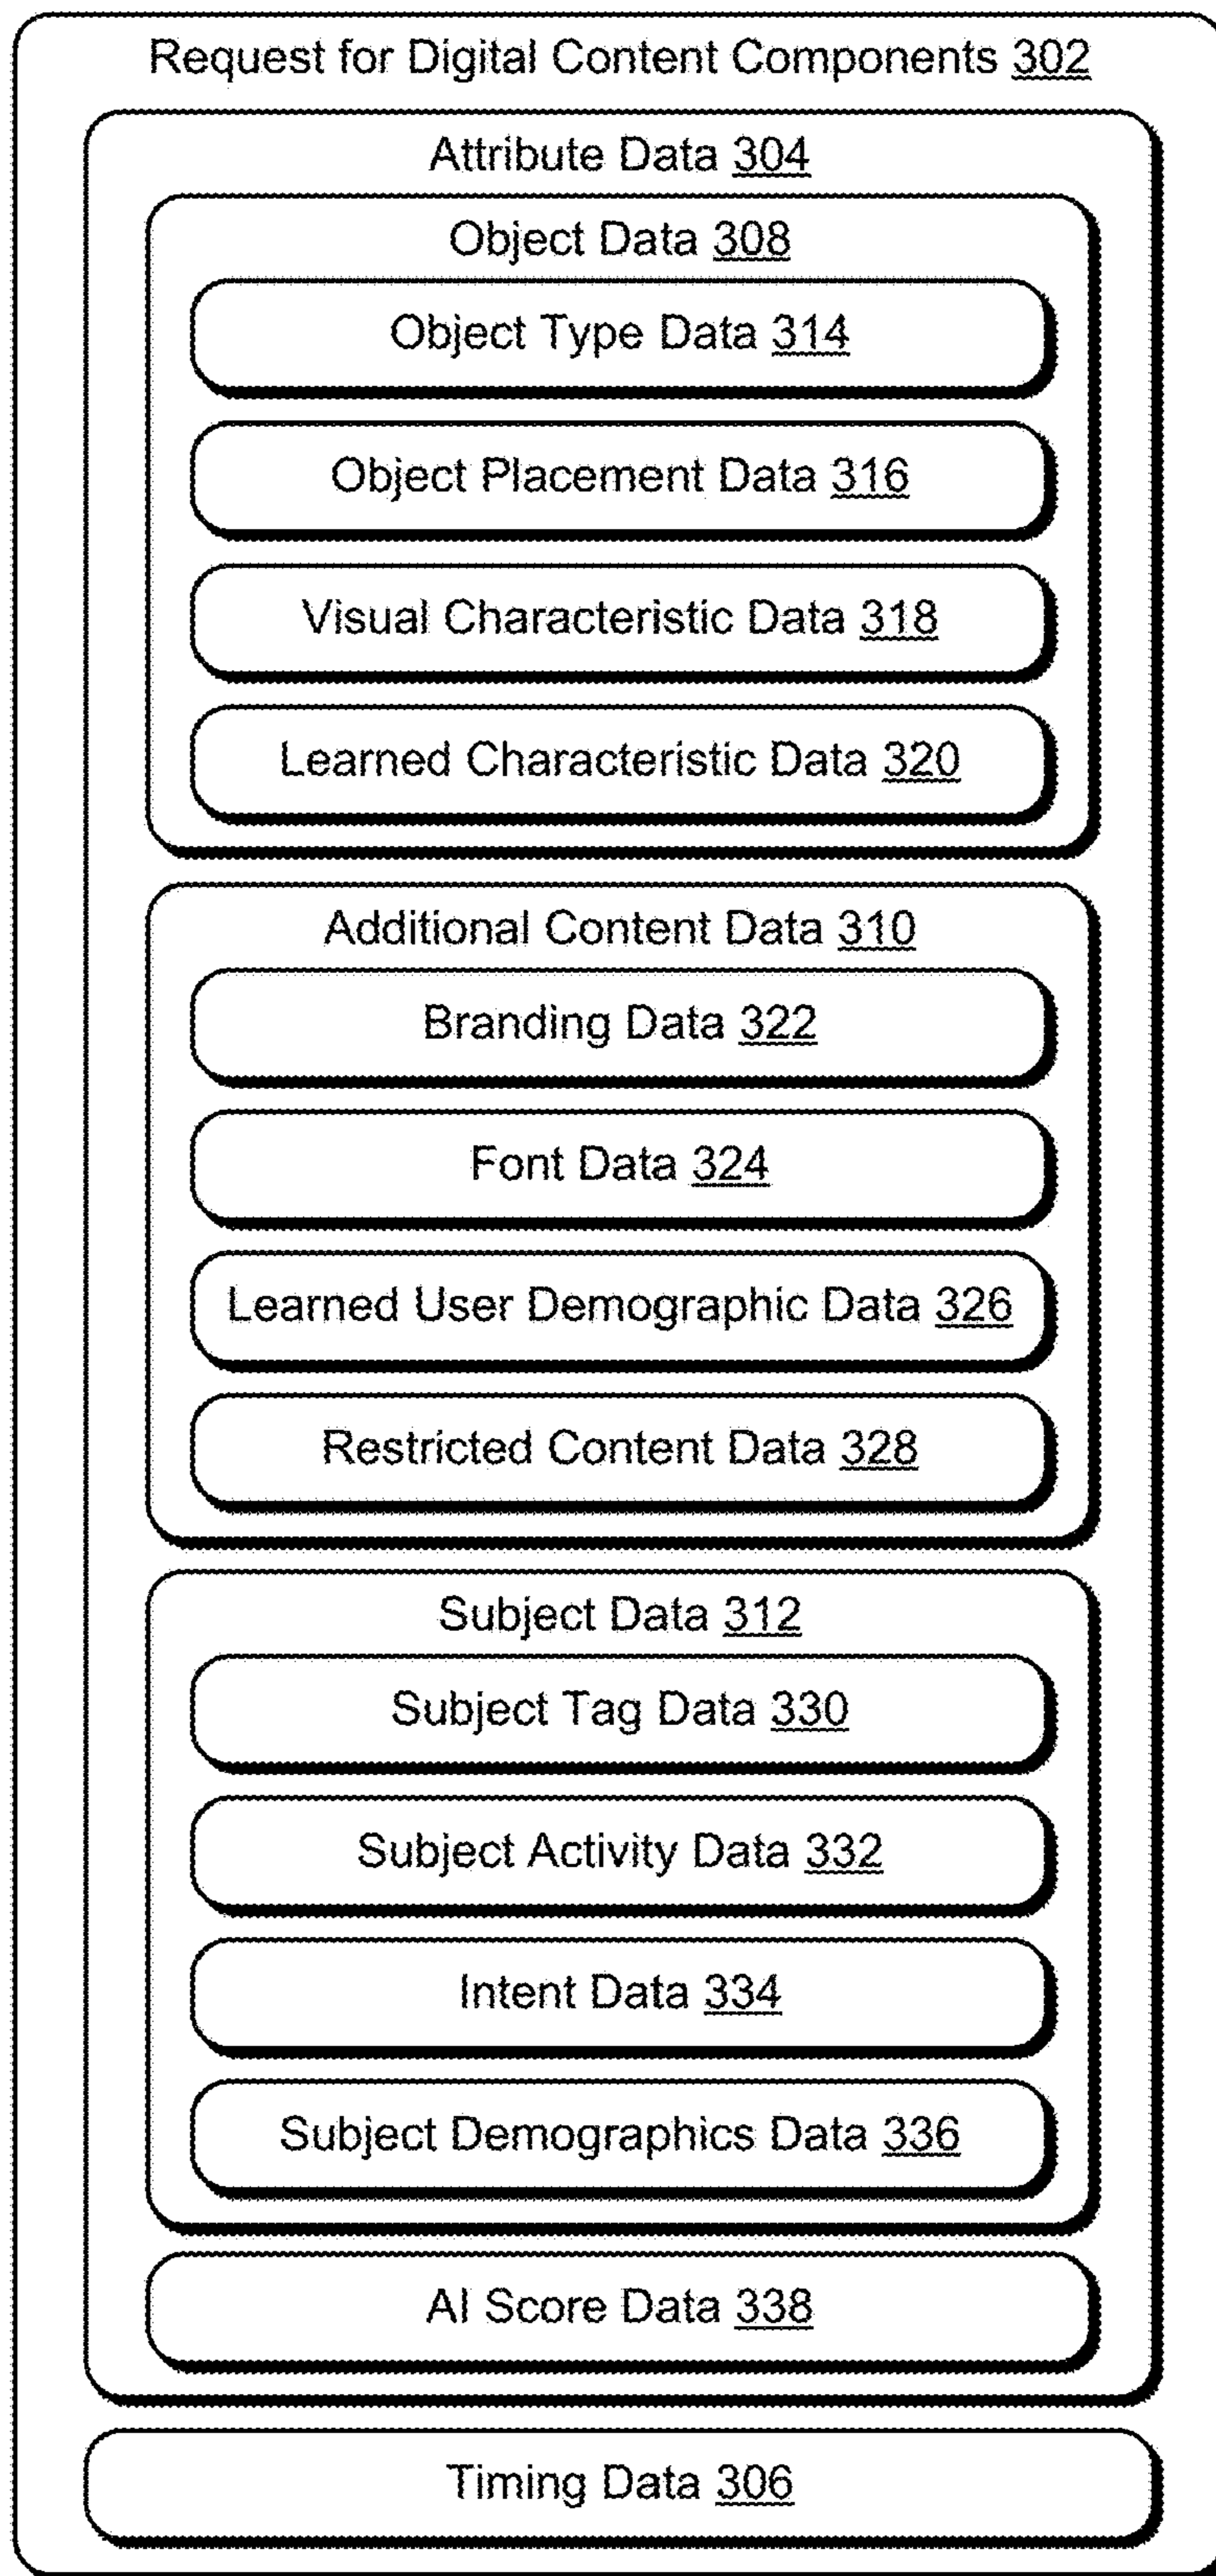 Request for Digital Content Components 302
Attribute Data 304
Object Data 308
Object Type Data 314
Object Placement Data 316
Visual Characteristic Data 318
Learned Characteristic Data 320
Additional Content Data 310
Branding Data 322
Font Data 324
Learned User Demographic Data 326
Restricted Content Data 328
Subject Data 312
Subject Tag Data 330
Subject Activity Data 332
Intent Data 334
Subject Demographics Data 336
AI Score Data 338
Timing Data 306